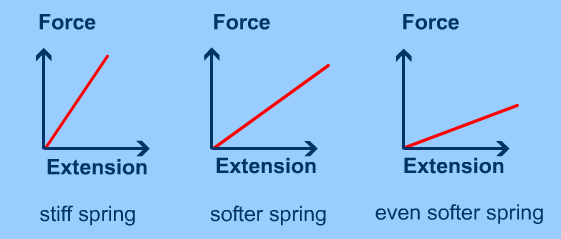 Force Force Force
Extension Extension Extension
stiff spring softer spring even softer spring